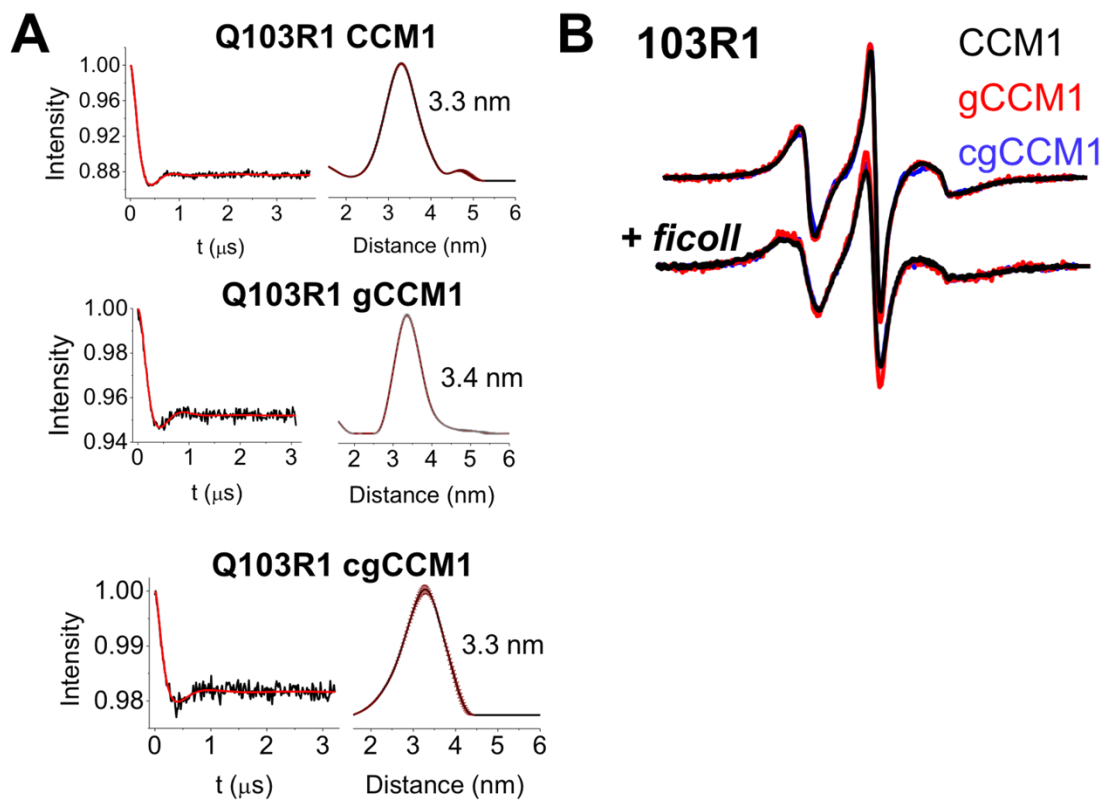 A
Q103R1 CCM1
Intensity
1.00
0.96
0.92
0.88
0 1 2 3
t (μs)
3.3 nm
2 3 4 5 6
Distance (nm)
Q103R1 gCCM1
Intensity
1.00
0.98
0.96
0.94
0 1 2 3
t (μs)
3.4 nm
2 3 4 5 6
Distance (nm)
Q103R1 cgCCM1
Intensity
1.00
0.99
0.98
0 1 2 3
t (μs)
3.3 nm
2 3 4 5 6
Distance (nm)
B
103R1
CCM1
gCCM1
cgCCM1
+ ficoll